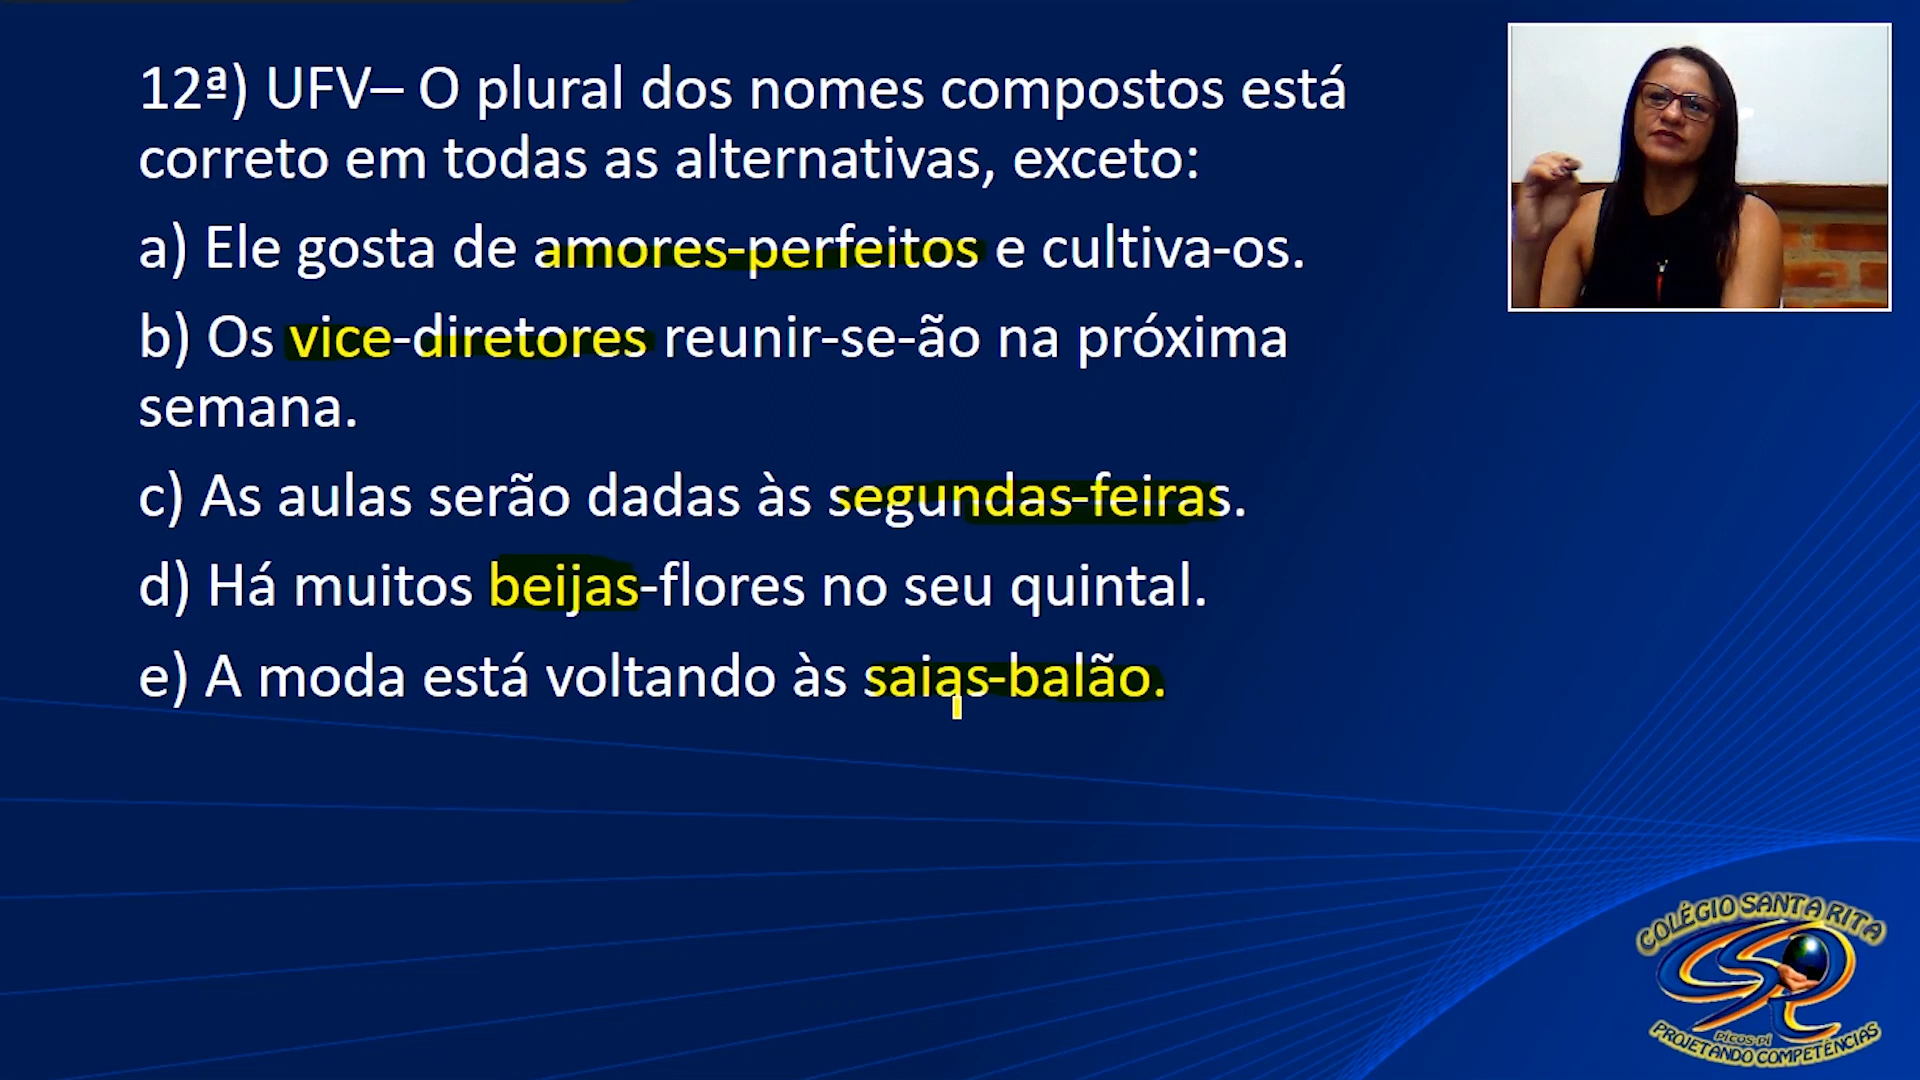 12ª) UFV– O plural dos nomes compostos está
correto em todas as alternativas, exceto:
a) Ele gosta de amores-perfeitos e cultiva-os.
b) Os vice-diretores reunir-se-ão na próxima
semana.
c) As aulas serão dadas às segundas-feiras.
d) Há muitos beijas-flores no seu quintal.
e) A moda está voltando às saias-balão.
COLÉGIO SANTA RITA
PICOS-PI
PROJETANDO COMPETÊNCIAS